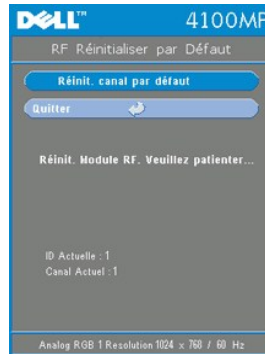 DELL™ 4100MP
RF Réinitialiser par Défaut
Réinit. canal par défaut
Quitter
Réinit. Module RF. Veuillez patienter...
ID Actuelle : 1
Canal Actuel : 1
Analog RGB 1 Resolution 1024 x 768 / 60 Hz